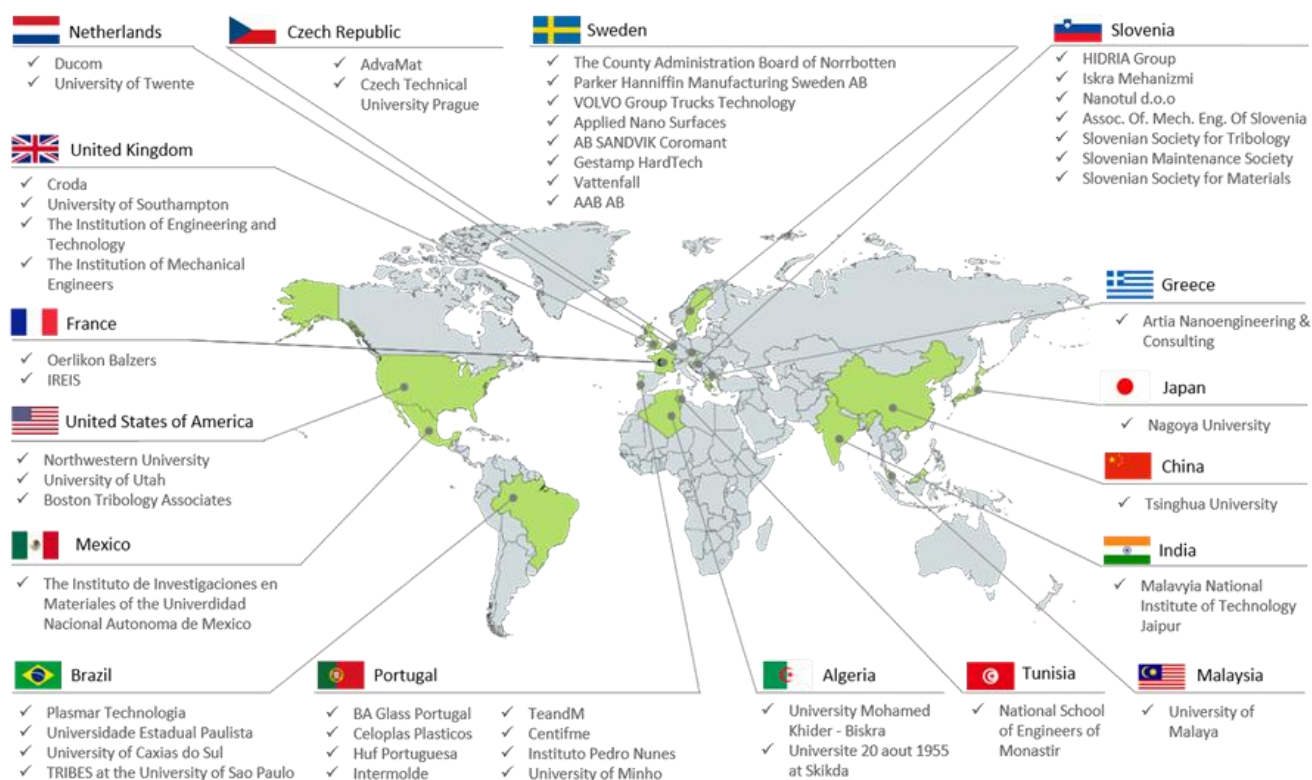 Netherlands
Ducom
University of Twente
Czech Republic
AdvaMat
Czech Technical
University Prague
Sweden
The County Administration Board of Norrbotten
Parker Hanniffin Manufacturing Sweden AB
VOLVO Group Trucks Technology
Applied Nano Surfaces
AB SANDVIK Coromant
Gestamp HardTech
Vattenfall
AAB AB
Slovenia
HIDRIA Group
Iskra Mehanizmi
Nanotul d.o.o
Assoc. Of. Mech. Eng. Of Slovenia
Slovenian Society for Tribology
Slovenian Maintenance Society
Slovenian Society for Materials
United Kingdom
Croda
University of Southampton
The Institution of Engineering and
Technology
The Institution of Mechanical
Engineers
France
Oerlikon Balzers
IREIS
United States of America
Northwestern University
University of Utah
Boston Tribology Associates
Mexico
The Instituto de Investigaciones en
Materiales of the Univerdidad
Nacional Autonoma de Mexico
Greece
Artia Nanoengineering &
Consulting
Japan
Nagoya University
China
Tsinghua University
India
Malavyia National
Institute of Technology
Jaipur
Brazil
Plasmar Technologia
Universidade Estadual Paulista
University of Caxias do Sul
TRIBES at the University of Sao Paulo
Portugal
BA Glass Portugal
Celoplas Plasticos
Huf Portuguesa
Intermolde
TeandM
Centifme
Instituto Pedro Nunes
University of Minho
Algeria
University Mohamed
Khider - Biskra
Universite 20 aout 1955
at Skikda
Tunisia
National School
of Engineers of
Monastir
Malaysia
University of
Malaya